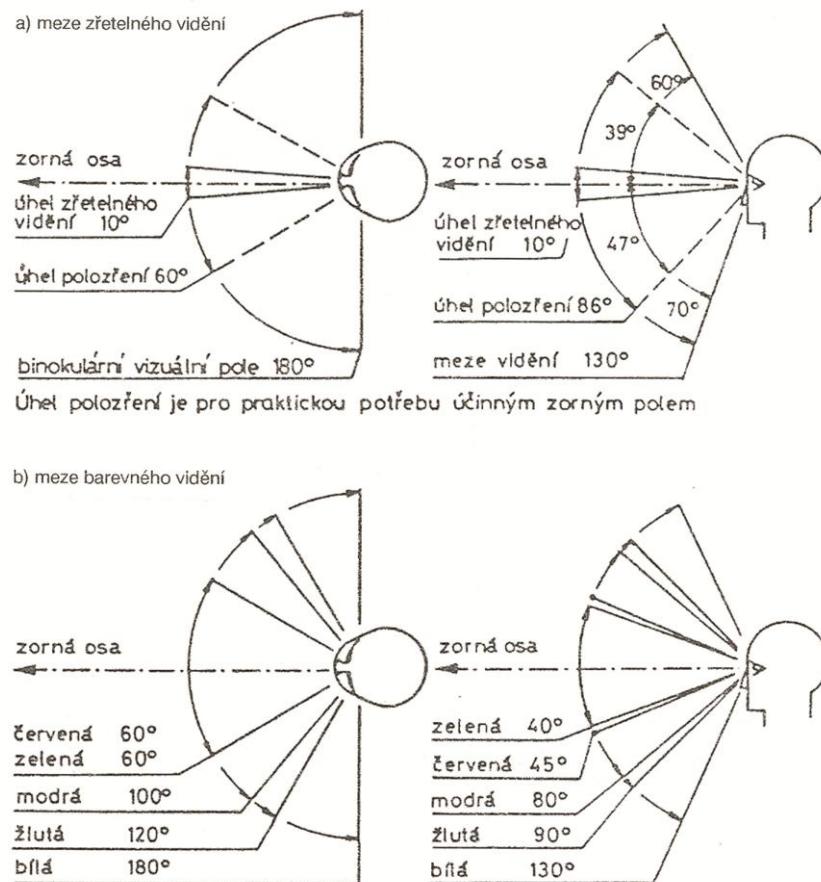 a) meze zřetelného vidění
zorná osa
úhel zřetelného
vidění 10°
úhel polozření 60°
binokulární vizuální pole 180°
60°
39°
zorná osa
úhel zřetelného
vidění 10°
47°
úhel polozření 86°
70°
meze vidění 130°
Úhel polozření je pro praktickou potřebu účinným zorným polem
b) meze barevného vidění
zorná osa
červená 60°
zelená 60°
modrá 100°
žlutá 120°
bílá 180°
zorná osa
zelená 40°
červená 45°
modrá 80°
žlutá 90°
bílá 130°